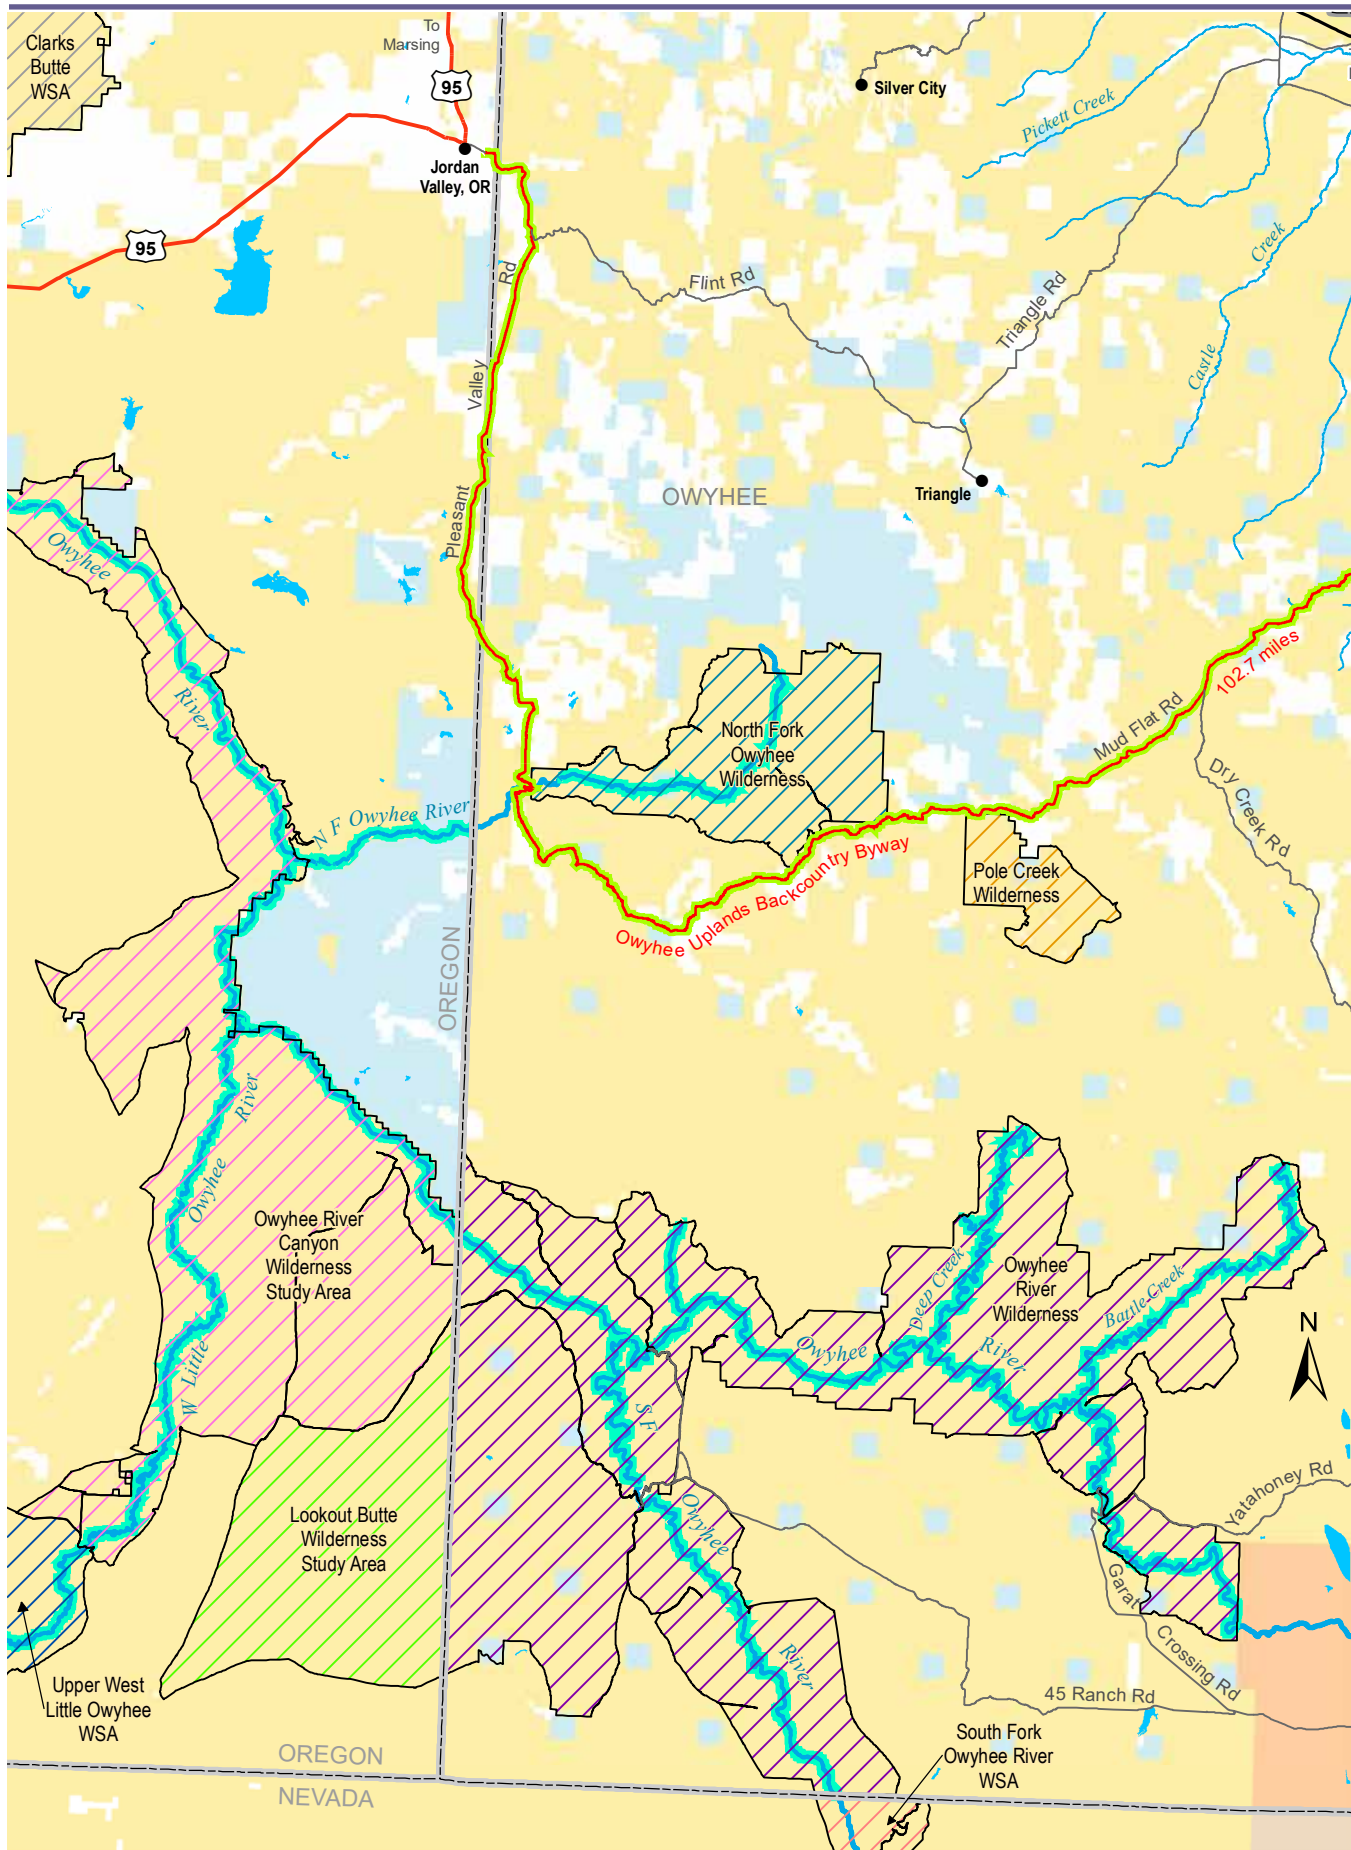 Clarks
Butte
WSA
To
Marsing
95
Silver City
Pickett Creek
Jordan
Valley, OR
95
Flint Rd
Triangle Rd
Castle
Creek
Pleasant
Valley
Rd
OWYHEE
Triangle
Owyhee
River
North Fork
Owyhee
Wilderness
102.7 miles
Mud Flat Rd
Dry Creek Rd
N F Owyhee River
Owyhee Uplands Backcountry Byway
Pole Creek
Wilderness
OREGON
W Little
Owyhee
River
Owyhee River
Canyon
Wilderness
Study Area
Deep Creek
Owyhee
River
Wilderness
Battle Creek
N
Owyhee
River
S F
Owyhee
River
Lookout Butte
Wilderness
Study Area
Yatahoney Rd
Garat
Crossing Rd
45 Ranch Rd
Upper West
Little Owyhee
WSA
South Fork
Owyhee River
WSA
OREGON
NEVADA